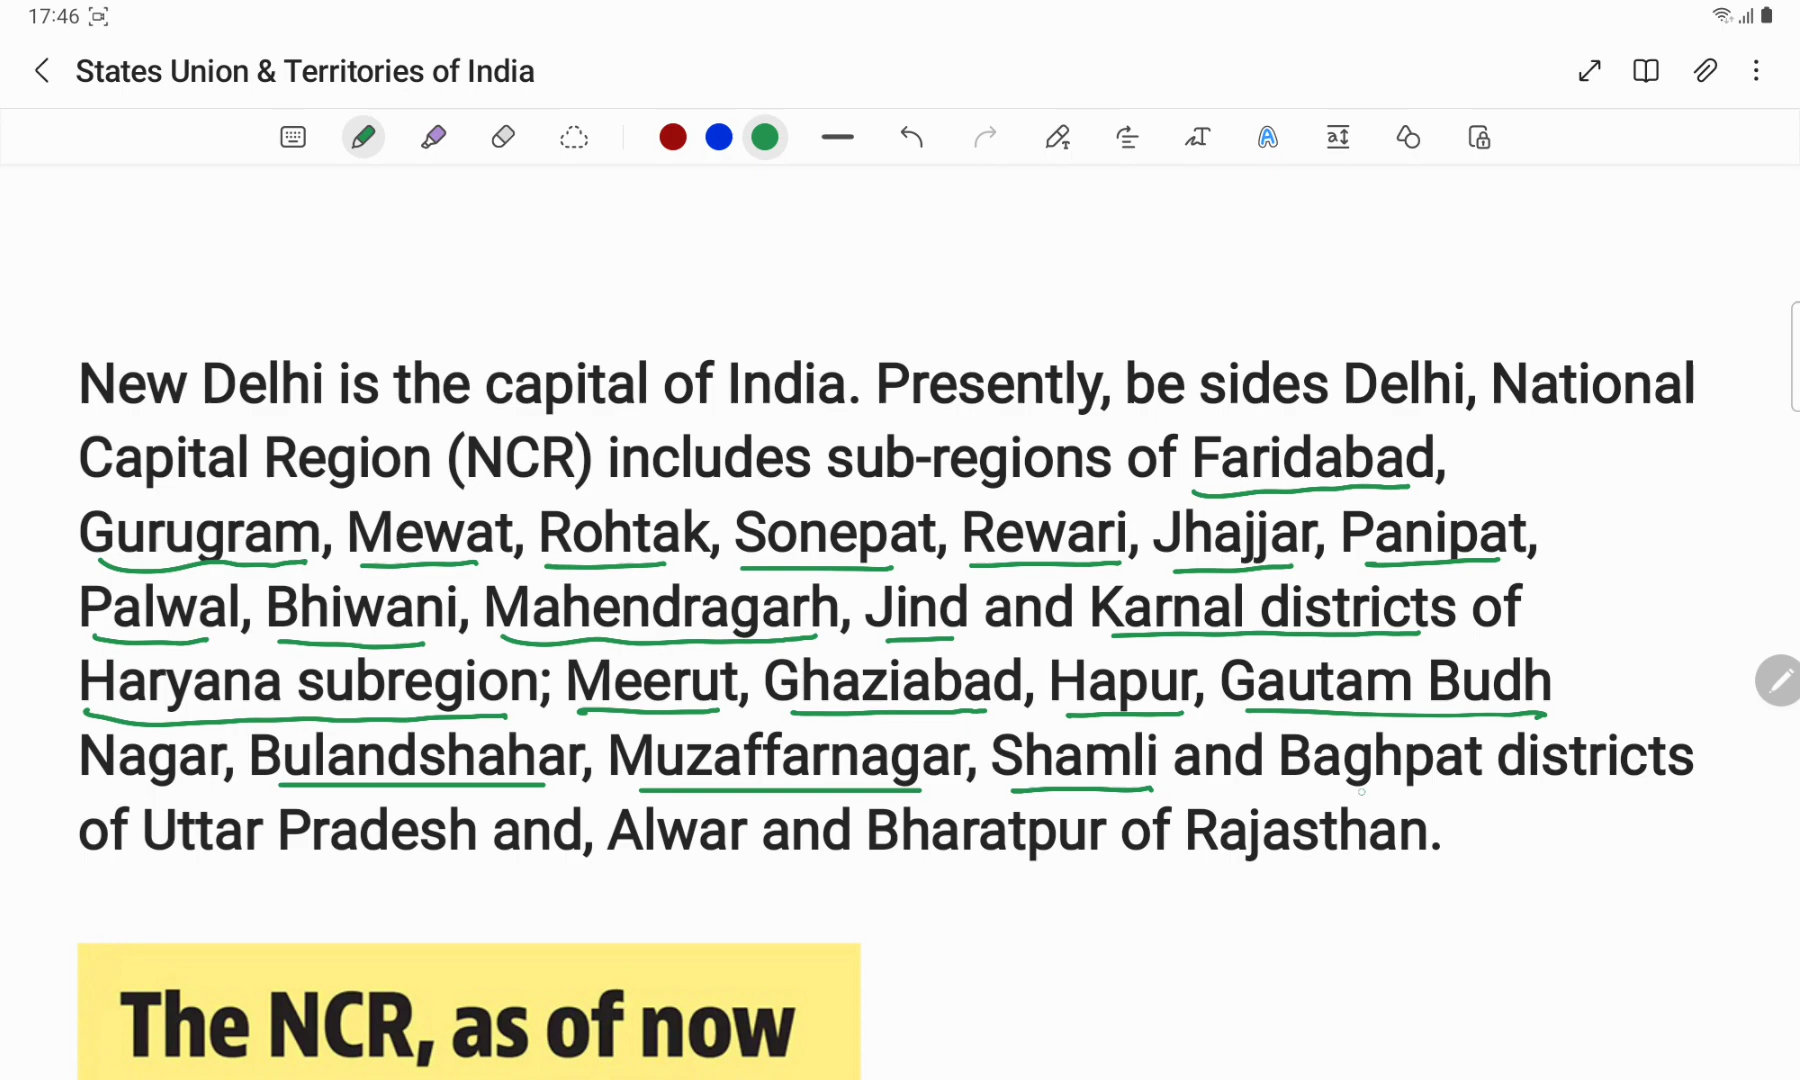 17:46
States Union & Territories of India
New Delhi is the capital of India. Presently, be sides Delhi, National
Capital Region (NCR) includes sub-regions of Faridabad,
Gurugram, Mewat, Rohtak, Sonepat, Rewari, Jhajjar, Panipat,
Palwal, Bhiwani, Mahendragarh, Jind and Karnal districts of
Haryana subregion; Meerut, Ghaziabad, Hapur, Gautam Budh
Nagar, Bulandshahar, Muzaffarnagar, Shamli and Baghpat districts
of Uttar Pradesh and, Alwar and Bharatpur of Rajasthan.
The NCR, as of now